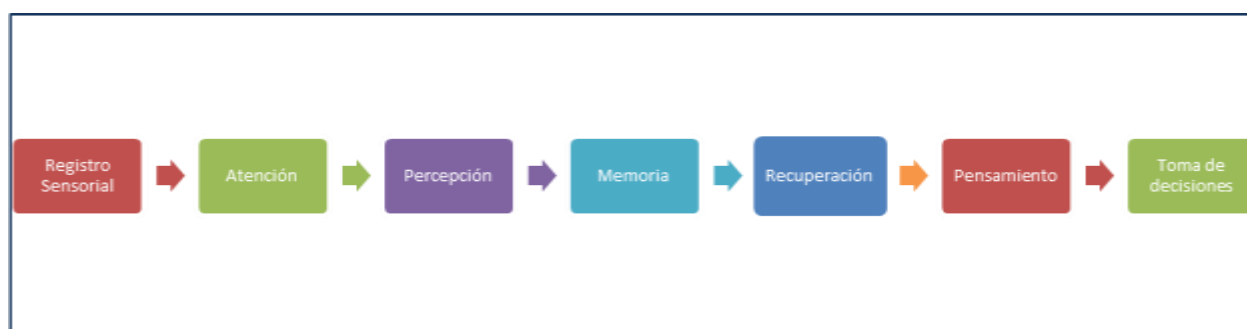 Registro
Sensorial
Atención
Percepción
Memoria
Recuperación
Pensamiento
Toma de
decisiones